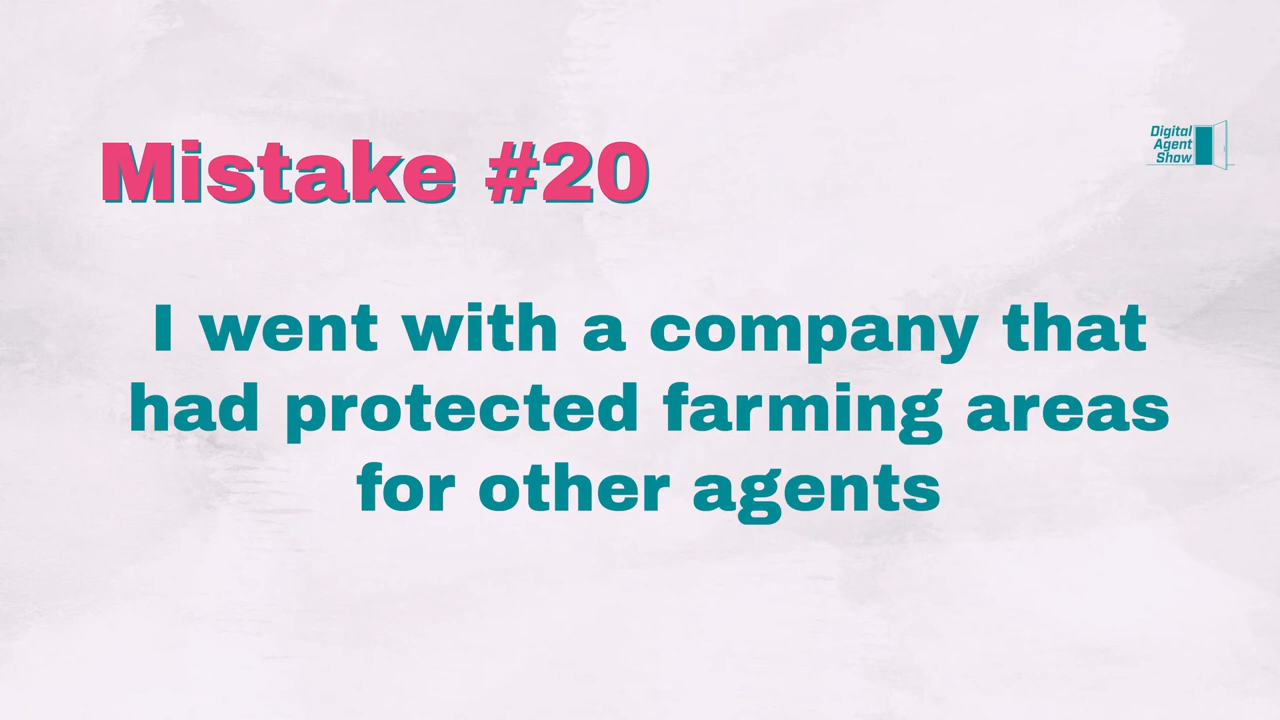 Mistake #20
Digital
Agent
Show
I went with a company that
had protected farming areas
for other agents